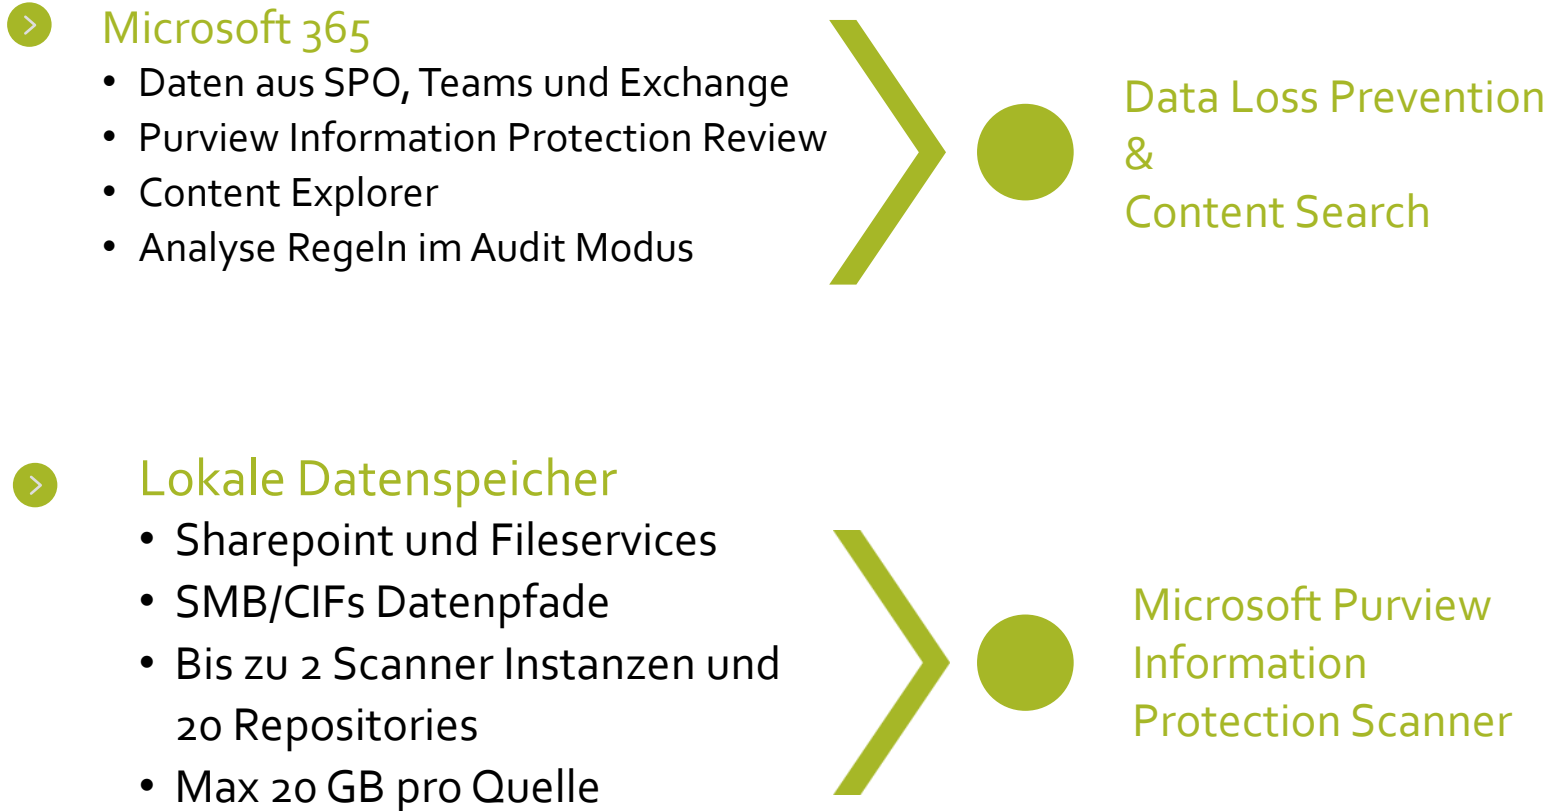 Microsoft 365
• Daten aus SPO, Teams und Exchange
• Purview Information Protection Review
• Content Explorer
• Analyse Regeln im Audit Modus
Data Loss Prevention
&
Content Search
Lokale Datenspeicher
• Sharepoint und Fileservices
• SMB/CIFs Datenpfade
• Bis zu 2 Scanner Instanzen und
20 Repositories
• Max 20 GB pro Quelle
Microsoft Purview
Information
Protection Scanner